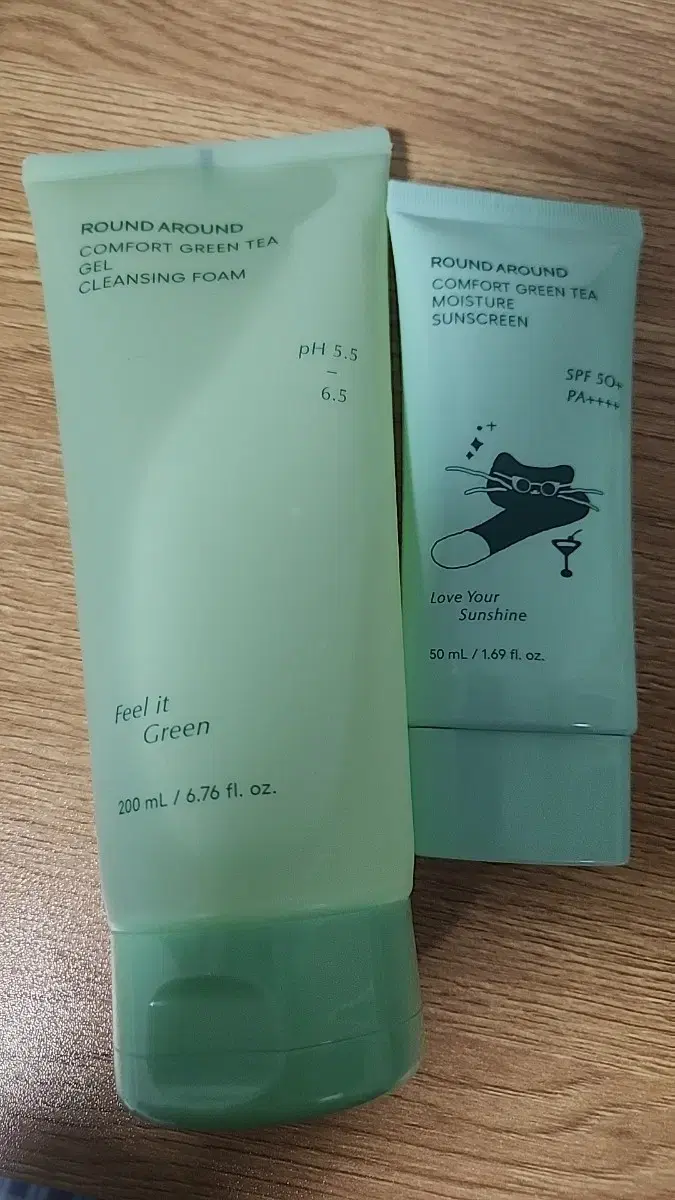 ROUND AROUND
COMFORT GREEN TEA
GEL
CLEANSING FOAM
pH 5.5
–
6.5
Feel it
Green
200 mL / 6.76 fl. oz.
ROUND AROUND
COMFORT GREEN TEA
MOISTURE
SUNSCREEN
SPF 50+
PA++++
Love Your
Sunshine
50 mL / 1.69 fl. oz.